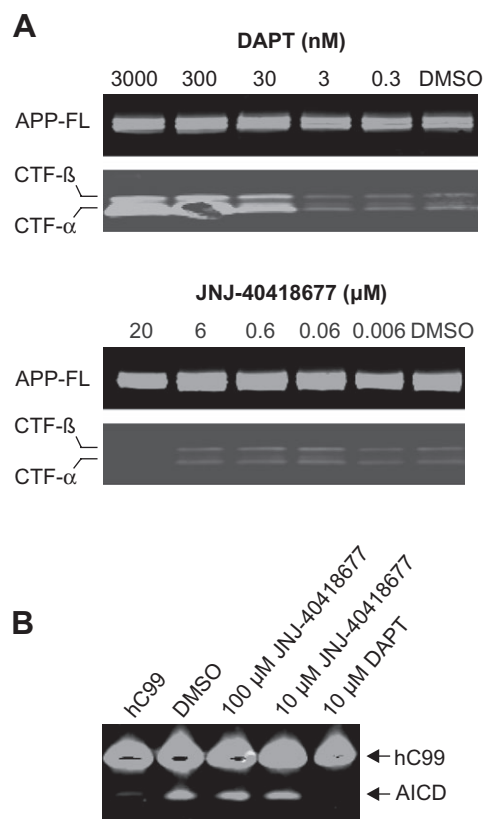 A
DAPT (nM)
3000 300 30 3 0.3 DMSO
APP-FL
CTF-ß
CTF-α
JNJ-40418677 (µM)
20 6 0.6 0.06 0.006 DMSO
APP-FL
CTF-ß
CTF-α
B
hC99
DMSO
100 µM JNJ-40418677
10 µM JNJ-40418677
10 µM DAPT
hC99
AICD